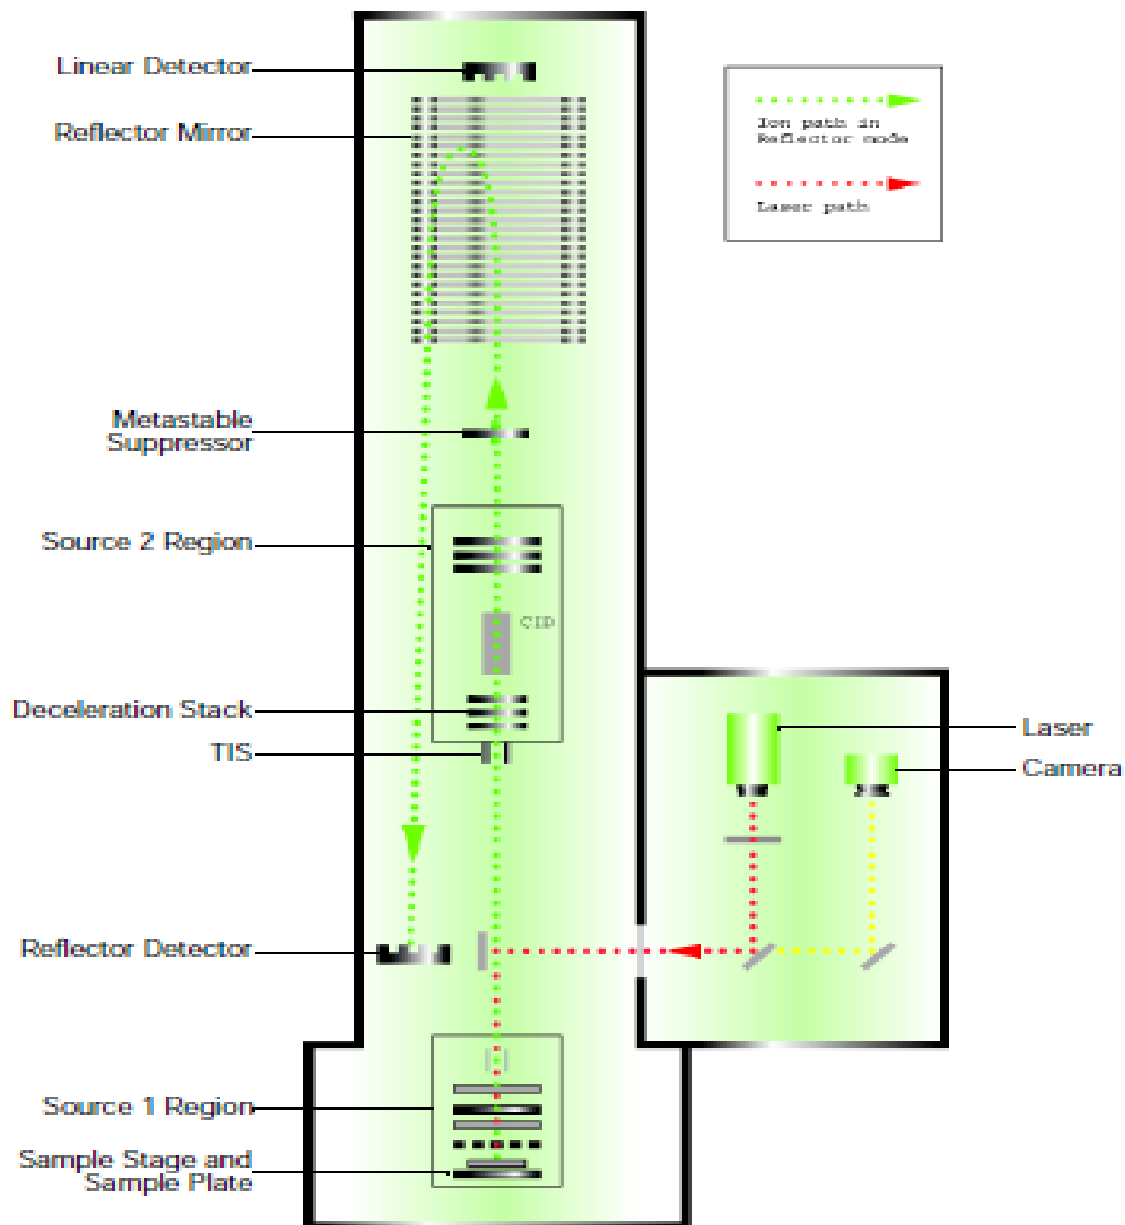 Linear Detector
Reflector Mirror
Ion path in
Reflector mode
Laser path
Metastable
Suppressor
Source 2 Region
CID
Deceleration Stack
TIS
Laser
Camera
Reflector Detector
Source 1 Region
Sample Stage and
Sample Plate